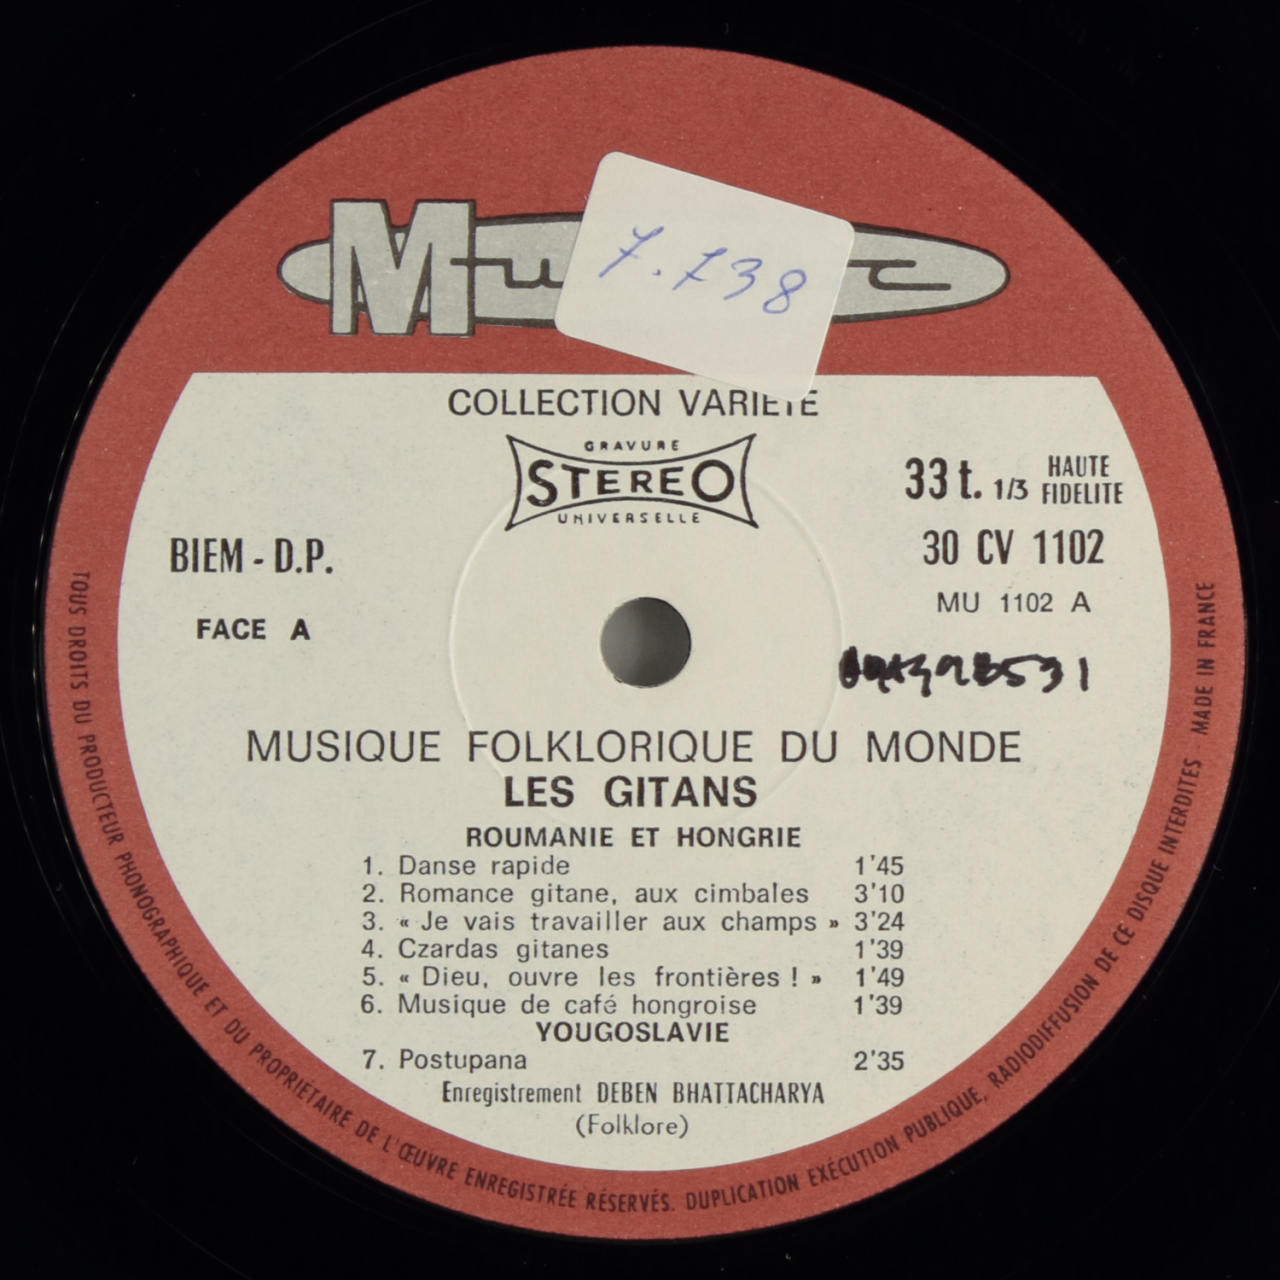 7.738
COLLECTION VARIÉTÉ
GRAVURE
STEREO
UNIVERSELLE
33 t. 1/3 HAUTE FIDELITE
BIEM - D.P.
30 CV 1102
MU 1102 A
FACE A
MUSIQUE FOLKLORIQUE DU MONDE
LES GITANS
ROUMANIE ET HONGRIE
1. Danse rapide 1'45
2. Romance gitane, aux cimbales 3'10
3. « Je vais travailler aux champs » 3'24
4. Czardas gitanes 1'39
5. « Dieu, ouvre les frontières ! » 1'49
6. Musique de café hongroise 1'39
YOUGOSLAVIE
7. Postupana 2'35
Enregistrement DEBEN BHATTACHARYA
(Folklore)
TOUS DROITS DU PRODUCTEUR PHONOGRAPHIQUE ET DU PROPRIÉTAIRE DE L'ŒUVRE ENREGISTRÉE RÉSERVÉS. DUPLICATION EXÉCUTION PUBLIQUE, RADIODIFFUSION DE CE DISQUE INTERDITES - MADE IN FRANCE